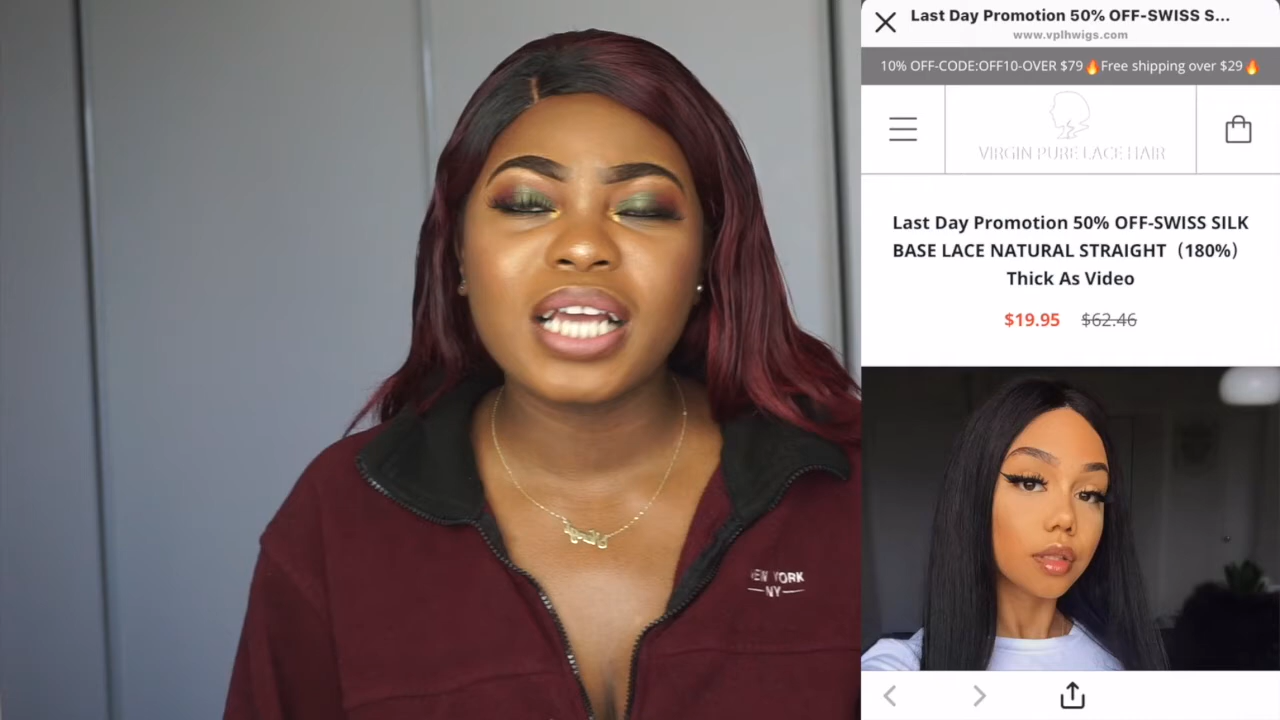 Last Day Promotion 50% OFF-SWISS S...
www.vplhwigs.com
10% OFF-CODE:OFF10-OVER $79🔥Free shipping over $29🔥
VIRGIN PURE LACE HAIR
Last Day Promotion 50% OFF-SWISS SILK
BASE LACE NATURAL STRAIGHT（180%）
Thick As Video
$19.95 $62.46
NEW YORK
NY